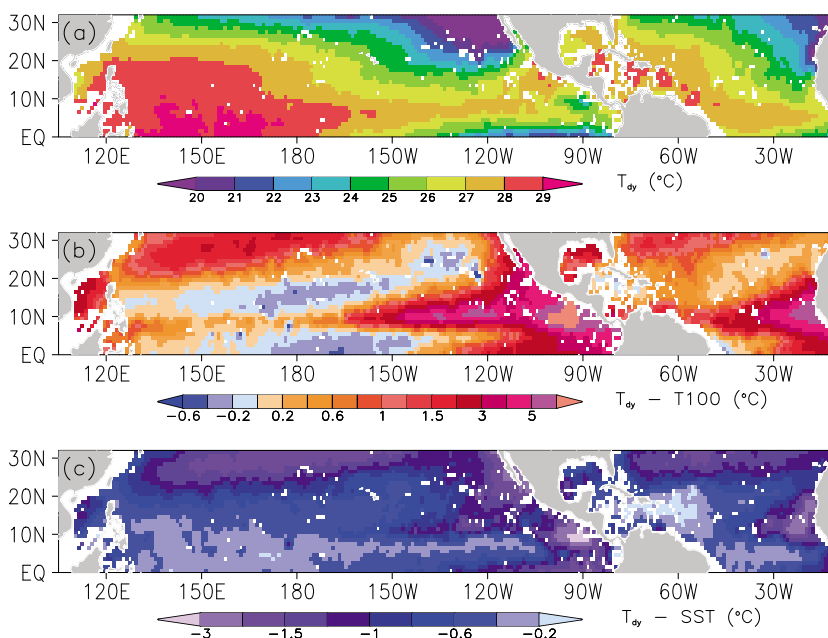 30N
(a)
20N
10N
EQ
120E 150E 180 150W 120W 90W 60W 30W
20 21 22 23 24 25 26 27 28 29
T_dy (°C)
30N
(b)
20N
10N
EQ
120E 150E 180 150W 120W 90W 60W 30W
−0.6 −0.2 0.2 0.6 1 1.5 3 5
T_dy − T100 (°C)
30N
(c)
20N
10N
EQ
120E 150E 180 150W 120W 90W 60W 30W
−3 −1.5 −1 −0.6 −0.2
T_dy − SST (°C)